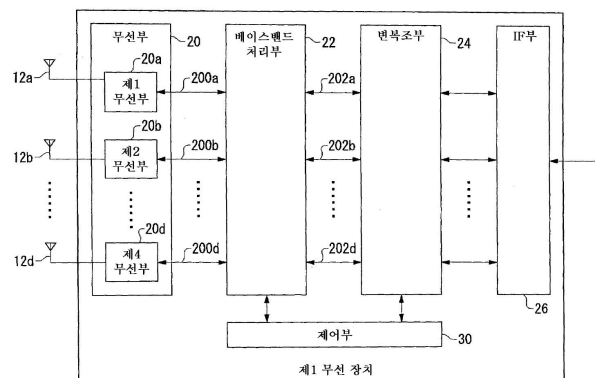 무선부
20
베이스밴드
처리부
22
변복조부
24
IF부
12a
20a
제1
무선부
200a
202a
12b
20b
제2
무선부
200b
202b
12d
20d
제4
무선부
200d
202d
26
제어부
30
제1 무선 장치